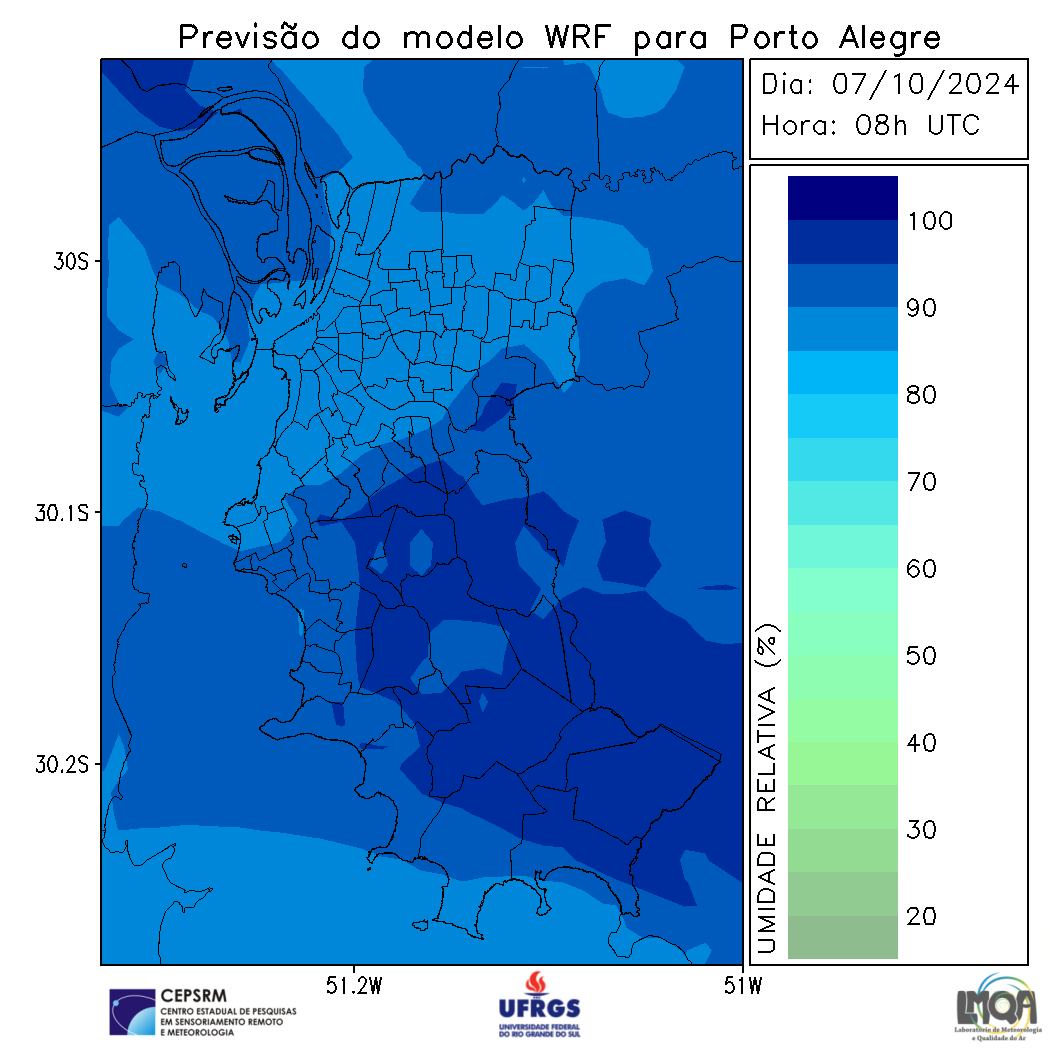 Previsão do modelo WRF para Porto Alegre
Dia: 07/10/2024
Hora: 08h UTC
30S
30.1S
30.2S
51.2W
51W
UMIDADE RELATIVA (%)
100
90
80
70
60
50
40
30
20
CEPSRM
CENTRO ESTADUAL DE PESQUISAS
EM SENSORIAMENTO REMOTO
E METEOROLOGIA
UFRGS
UNIVERSIDADE FEDERAL
DO RIO GRANDE DO SUL
LMQA
Laboratório de Meteorologia
e Qualidade do Ar